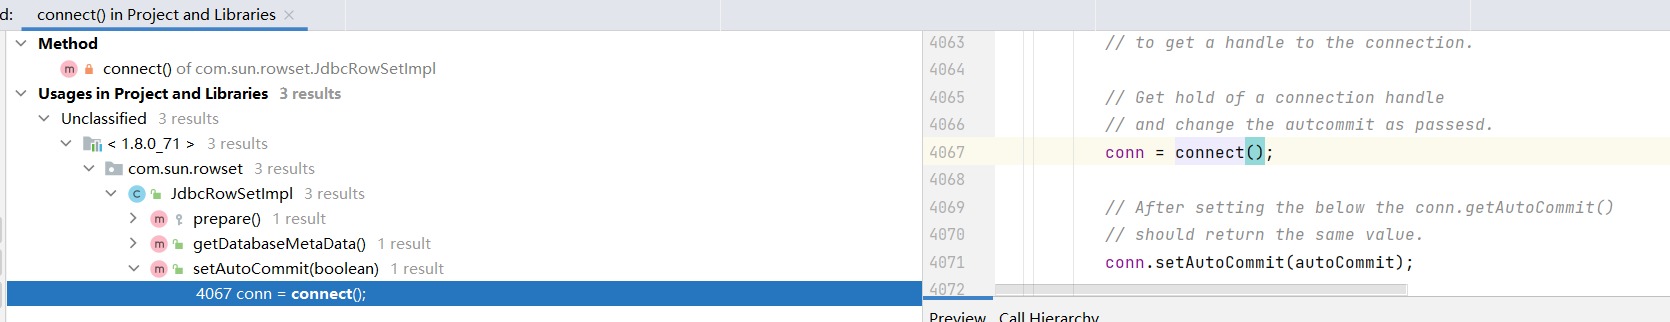 d: connect() in Project and Libraries
Method
connect() of com.sun.rowset.JdbcRowSetImpl
Usages in Project and Libraries 3 results
Unclassified 3 results
< 1.8.0_71 > 3 results
com.sun.rowset 3 results
JdbcRowSetImpl 3 results
prepare() 1 result
getDatabaseMetaData() 1 result
setAutoCommit(boolean) 1 result
4067 conn = connect();
4063 // to get a handle to the connection.
4064
4065 // Get hold of a connection handle
4066 // and change the autcommit as passesd.
4067 conn = connect();
4068
4069 // After setting the below the conn.getAutoCommit()
4070 // should return the same value.
4071 conn.setAutoCommit(autoCommit);
4072
Preview Call Hierarchy